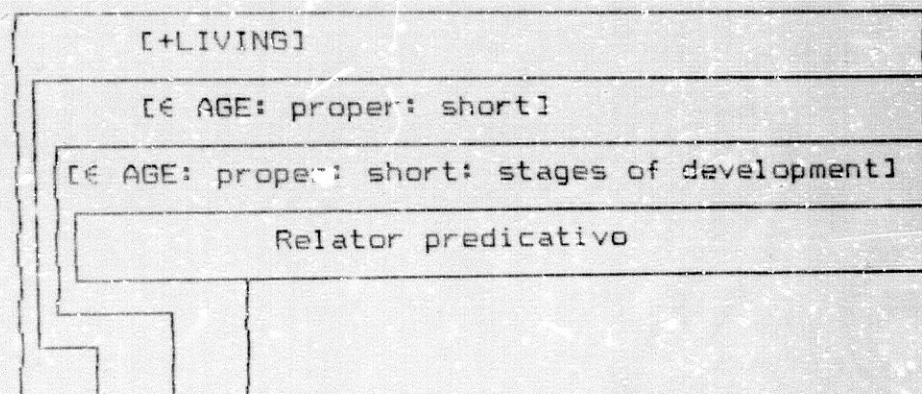 [+LIVING]
[∈ AGE: proper: short]
[∈ AGE: proper: short: stages of development]
Relator predicativo